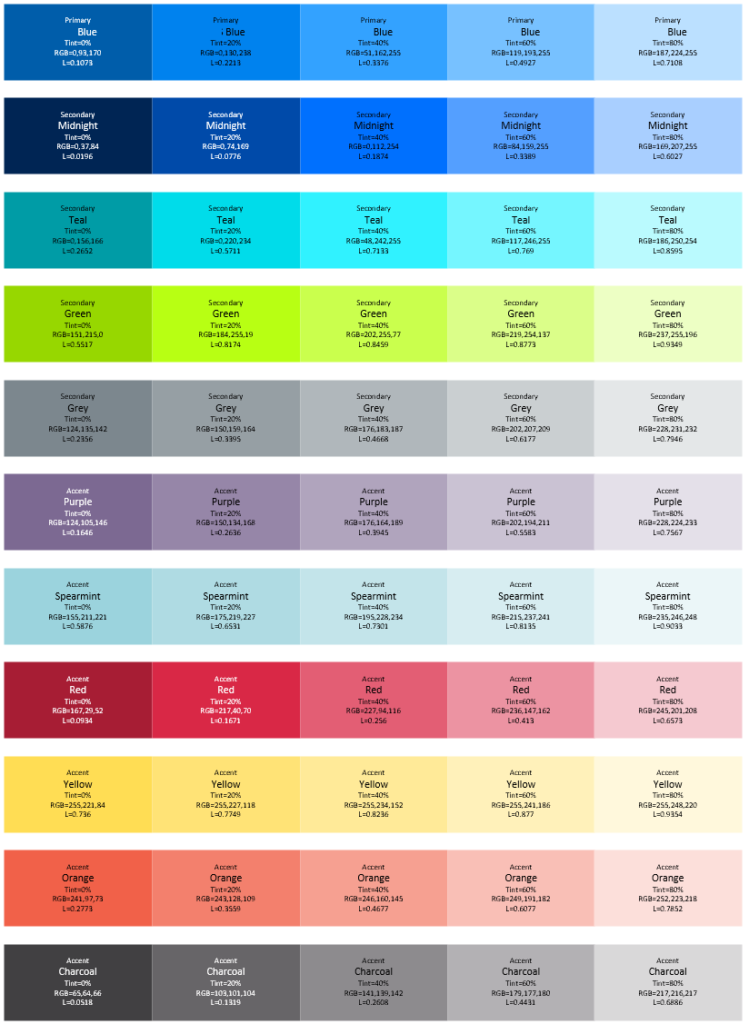 Primary
Blue
Tint=0%
RGB=0,93,170
L=0.1073
Primary
Blue
Tint=20%
RGB=0,130,238
L=0.2213
Primary
Blue
Tint=40%
RGB=51,162,255
L=0.3376
Primary
Blue
Tint=60%
RGB=119,193,255
L=0.4927
Primary
Blue
Tint=80%
RGB=187,224,255
L=0.7108
Secondary
Midnight
Tint=0%
RGB=0,37,84
L=0.0196
Secondary
Midnight
Tint=20%
RGB=0,74,169
L=0.0776
Secondary
Midnight
Tint=40%
RGB=0,112,254
L=0.1874
Secondary
Midnight
Tint=60%
RGB=84,159,255
L=0.3389
Secondary
Midnight
Tint=80%
RGB=169,207,255
L=0.6027
Secondary
Teal
Tint=0%
RGB=0,156,166
L=0.2652
Secondary
Teal
Tint=20%
RGB=0,220,234
L=0.5711
Secondary
Teal
Tint=40%
RGB=48,242,255
L=0.7133
Secondary
Teal
Tint=60%
RGB=117,246,255
L=0.769
Secondary
Teal
Tint=80%
RGB=186,250,254
L=0.8595
Secondary
Green
Tint=0%
RGB=151,215,0
L=0.5517
Secondary
Green
Tint=20%
RGB=184,255,19
L=0.8174
Secondary
Green
Tint=40%
RGB=202,255,77
L=0.8459
Secondary
Green
Tint=60%
RGB=219,254,137
L=0.8773
Secondary
Green
Tint=80%
RGB=237,255,196
L=0.9349
Secondary
Grey
Tint=0%
RGB=124,135,142
L=0.2356
Secondary
Grey
Tint=20%
RGB=150,159,164
L=0.3395
Secondary
Grey
Tint=40%
RGB=176,183,187
L=0.4668
Secondary
Grey
Tint=60%
RGB=202,207,209
L=0.6177
Secondary
Grey
Tint=80%
RGB=228,231,232
L=0.7946
Accent
Purple
Tint=0%
RGB=124,105,146
L=0.1646
Accent
Purple
Tint=20%
RGB=150,134,168
L=0.2636
Accent
Purple
Tint=40%
RGB=176,164,189
L=0.3945
Accent
Purple
Tint=60%
RGB=202,194,211
L=0.5583
Accent
Purple
Tint=80%
RGB=228,224,233
L=0.7567
Accent
Spearmint
Tint=0%
RGB=155,211,221
L=0.5876
Accent
Spearmint
Tint=20%
RGB=175,219,227
L=0.6531
Accent
Spearmint
Tint=40%
RGB=195,228,234
L=0.7301
Accent
Spearmint
Tint=60%
RGB=215,237,241
L=0.8135
Accent
Spearmint
Tint=80%
RGB=235,246,248
L=0.9033
Accent
Red
Tint=0%
RGB=167,29,52
L=0.0934
Accent
Red
Tint=20%
RGB=217,40,70
L=0.1671
Accent
Red
Tint=40%
RGB=227,94,116
L=0.256
Accent
Red
Tint=60%
RGB=236,147,162
L=0.413
Accent
Red
Tint=80%
RGB=245,201,208
L=0.6573
Accent
Yellow
Tint=0%
RGB=255,221,84
L=0.736
Accent
Yellow
Tint=20%
RGB=255,227,118
L=0.7749
Accent
Yellow
Tint=40%
RGB=255,234,152
L=0.8236
Accent
Yellow
Tint=60%
RGB=255,241,186
L=0.877
Accent
Yellow
Tint=80%
RGB=255,248,220
L=0.9354
Accent
Orange
Tint=0%
RGB=241,97,73
L=0.2773
Accent
Orange
Tint=20%
RGB=243,128,109
L=0.3559
Accent
Orange
Tint=40%
RGB=246,160,145
L=0.4677
Accent
Orange
Tint=60%
RGB=249,191,182
L=0.6077
Accent
Orange
Tint=80%
RGB=252,223,218
L=0.7852
Accent
Charcoal
Tint=0%
RGB=65,64,66
L=0.0518
Accent
Charcoal
Tint=20%
RGB=103,101,104
L=0.1319
Accent
Charcoal
Tint=40%
RGB=141,139,142
L=0.2608
Accent
Charcoal
Tint=60%
RGB=179,177,180
L=0.4431
Accent
Charcoal
Tint=80%
RGB=217,216,217
L=0.6886